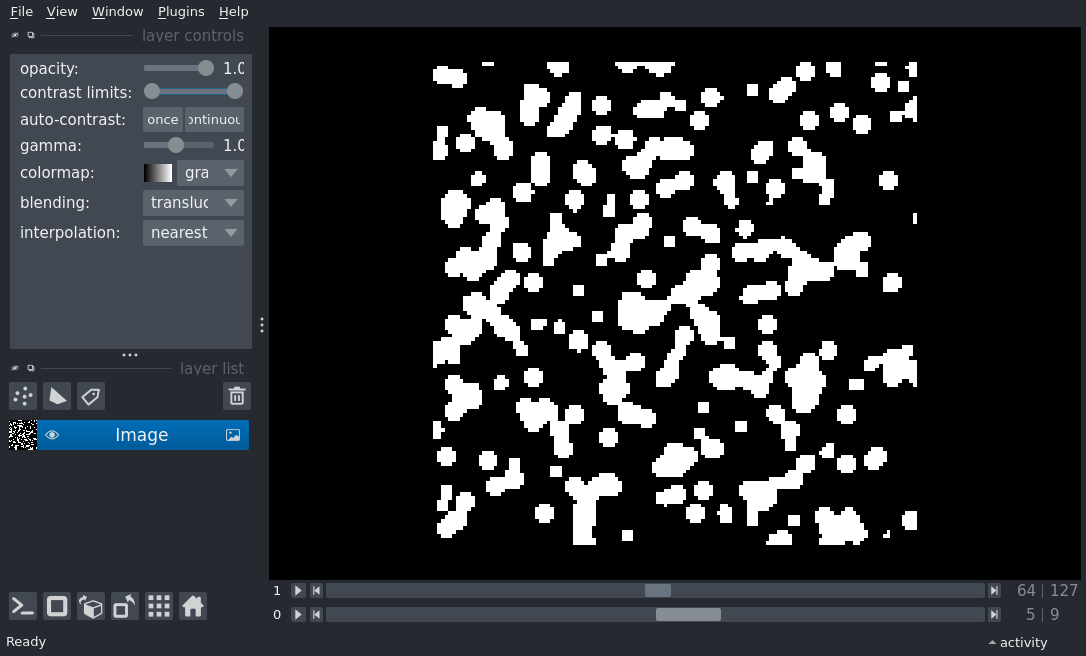 File View Window Plugins Help
layer controls
opacity: 1.0
contrast limits:
auto-contrast: once ontinuou
gamma: 1.0
colormap: gra
blending: transluc
interpolation: nearest
layer list
Image
1 64 127
0 5 9
Ready activity